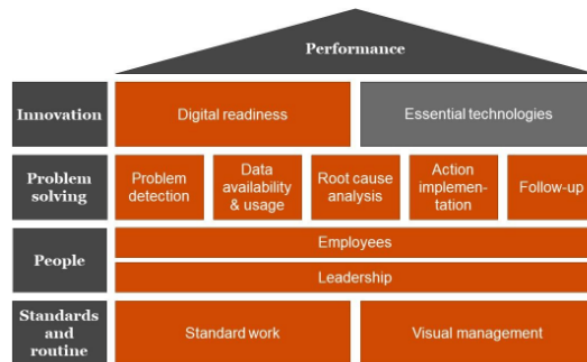 Performance
Innovation
Digital readiness
Essential technologies
Problem
solving
Problem
detection
Data
availability
& usage
Root cause
analysis
Action
implemen-
tation
Follow-up
People
Employees
Leadership
Standards
and
routine
Standard work
Visual management